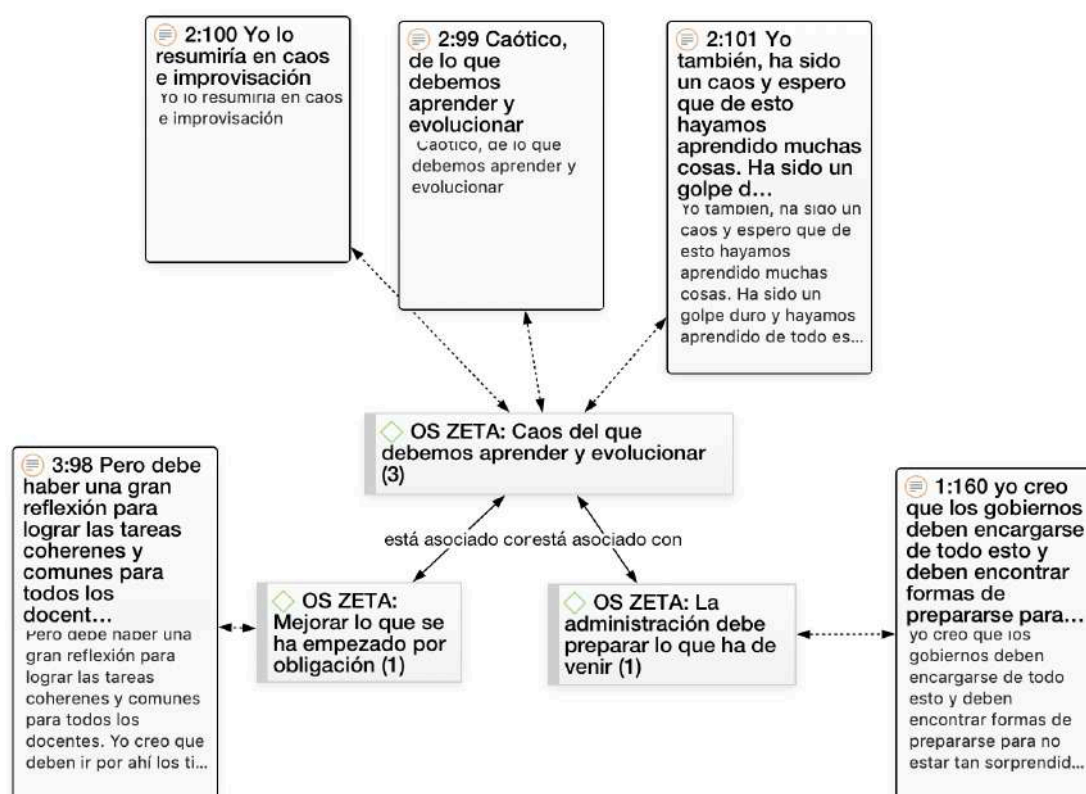 2:100 Yo lo
resumiría en caos
e improvisación
Yo lo resumiría en caos
e improvisación
2:99 Caótico,
de lo que
debemos
aprender y
evolucionar
Caótico, de lo que
debemos aprender y
evolucionar
2:101 Yo
también, ha sido
un caos y espero
que de esto
hayamos
aprendido muchas
cosas. Ha sido un
golpe d...
Yo también, ha sido un
caos y espero que de
esto hayamos
aprendido muchas
cosas. Ha sido un
golpe duro y hayamos
aprendido de todo es...
OS ZETA: Caos del que
debemos aprender y evolucionar
(3)
3:98 Pero debe
haber una gran
reflexión para
lograr las tareas
coherenes y
comunes para
todos los
docent...
Pero debe haber una
gran reflexión para
lograr las tareas
coherenes y comunes
para todos los
docentes. Yo creo que
deben ir por ahí los ti...
está asociado con
está asociado con
OS ZETA:
Mejorar lo que se
ha empezado por
obligación (1)
OS ZETA: La
administración debe
preparar lo que ha de
venir (1)
1:160 yo creo
que los gobiernos
deben encargarse
de todo esto y
deben encontrar
formas de
prepararse para...
yo creo que los
gobiernos deben
encargarse de todo
esto y deben
encontrar formas de
prepararse para no
estar tan sorprendid...